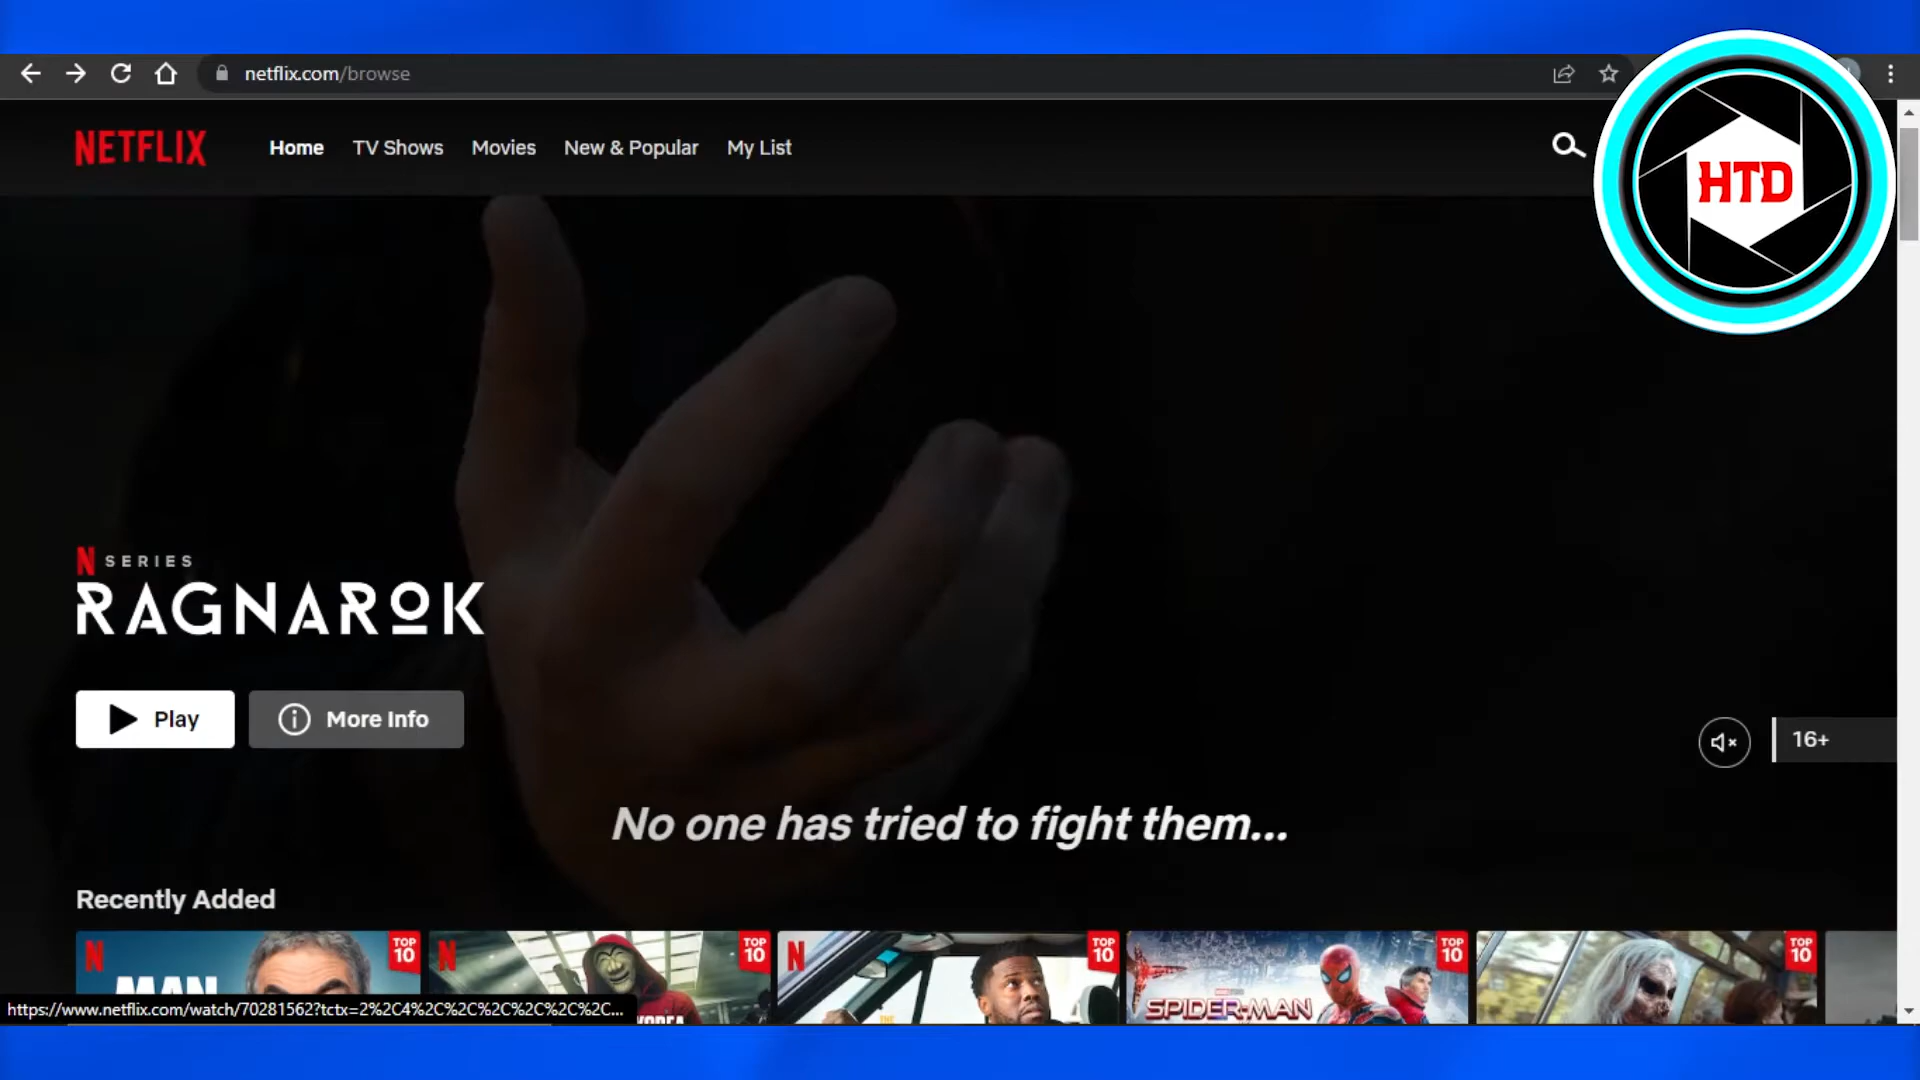 netflix.com/browse
HTD
NETFLIX Home TV Shows Movies New & Popular My List
N SERIES
RAGNAROK
Play More Info
16+
No one has tried to fight them...
Recently Added
N TOP 10 N TOP 10 N TOP 10 TOP 10 TOP 10
MAN
SPIDER-MAN
https://www.netflix.com/watch/70281562?tctx=2%2C4%2C%2C%2C%2C%2C%2C...